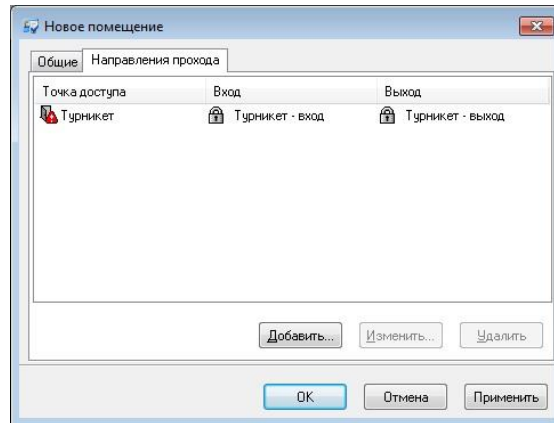 Новое помещение
Общие Направления прохода
Точка доступа Вход Выход
Турникет Турникет - вход Турникет - выход
Добавить... Изменить... Удалить
ОК Отмена Применить